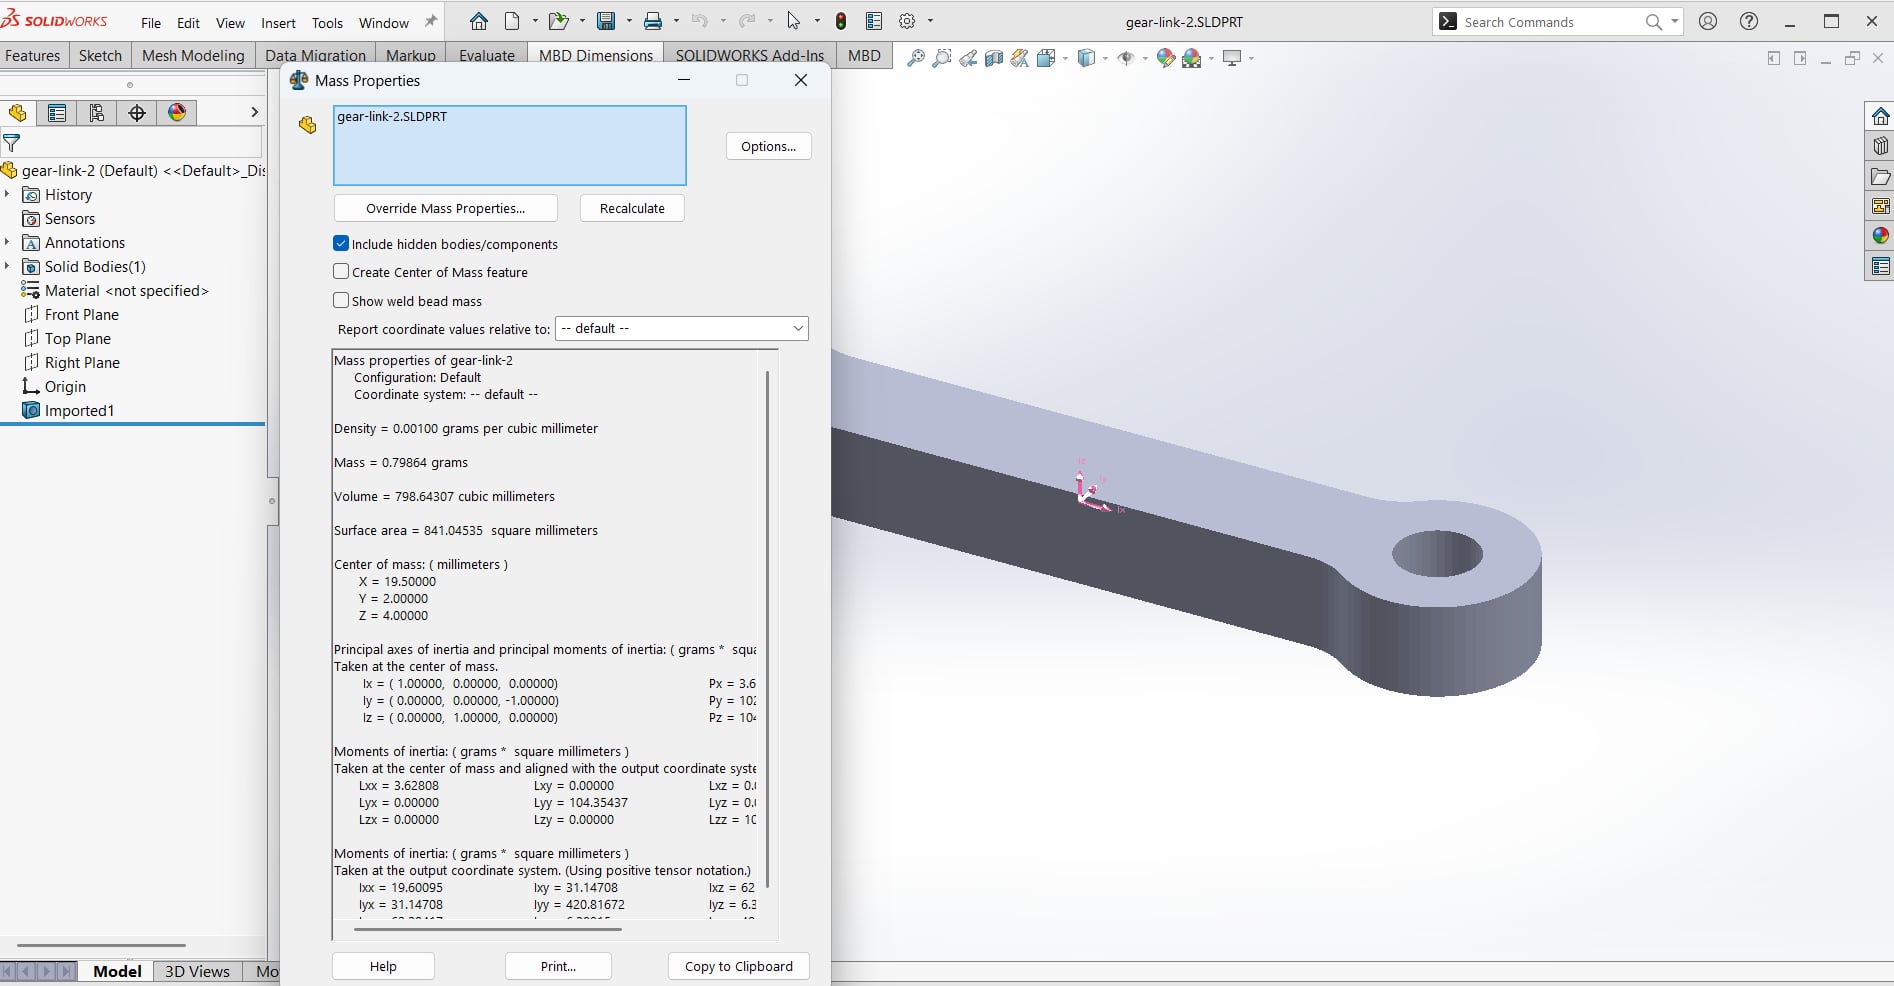 SOLIDWORKS File Edit View Insert Tools Window gear-link-2.SLDPRT Search Commands
Features Sketch Mesh Modeling Data Migration Markup Evaluate MBD Dimensions SOLIDWORKS Add-Ins MBD
gear-link-2 (Default) <<Default>_Dis
History
Sensors
Annotations
Solid Bodies(1)
Material <not specified>
Front Plane
Top Plane
Right Plane
Origin
Imported1
Mass Properties
gear-link-2.SLDPRT
Options...
Override Mass Properties... Recalculate
Include hidden bodies/components
Create Center of Mass feature
Show weld bead mass
Report coordinate values relative to: -- default --
Mass properties of gear-link-2
Configuration: Default
Coordinate system: -- default --
Density = 0.00100 grams per cubic millimeter
Mass = 0.79864 grams
Volume = 798.64307 cubic millimeters
Surface area = 841.04535 square millimeters
Center of mass: ( millimeters )
X = 19.50000
Y = 2.00000
Z = 4.00000
Principal axes of inertia and principal moments of inertia: ( grams * squa
Taken at the center of mass.
Ix = ( 1.00000, 0.00000, 0.00000) Px = 3.6
Iy = ( 0.00000, 0.00000, -1.00000) Py = 102
Iz = ( 0.00000, 1.00000, 0.00000) Pz = 104
Moments of inertia: ( grams * square millimeters )
Taken at the center of mass and aligned with the output coordinate syste
Lxx = 3.62808 Lxy = 0.00000 Lxz = 0.0
Lyx = 0.00000 Lyy = 104.35437 Lyz = 0.0
Lzx = 0.00000 Lzy = 0.00000 Lzz = 10
Moments of inertia: ( grams * square millimeters )
Taken at the output coordinate system. (Using positive tensor notation.)
Ixx = 19.60095 Ixy = 31.14708 Ixz = 62
Iyx = 31.14708 Iyy = 420.81672 Iyz = 6.3
Help Print... Copy to Clipboard
Iz
Ix
Model 3D Views Mo